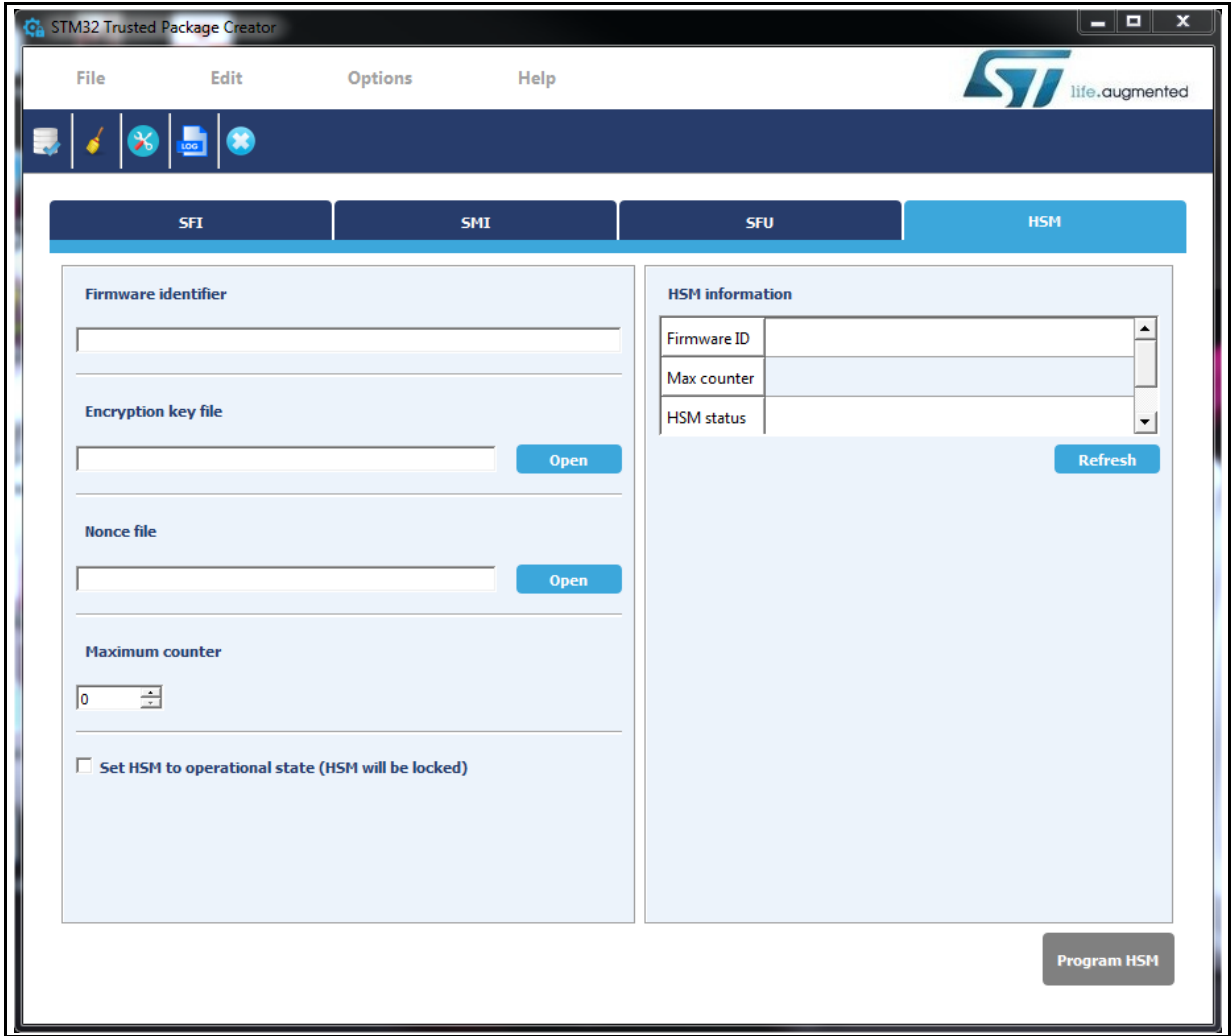 STM32 Trusted Package Creator
File Edit Options Help
ST life.augmented
LOG
SFI SMI SFU HSM
Firmware identifier
Encryption key file
Open
Nonce file
Open
Maximum counter
0
Set HSM to operational state (HSM will be locked)
HSM information
Firmware ID
Max counter
HSM status
Refresh
Program HSM